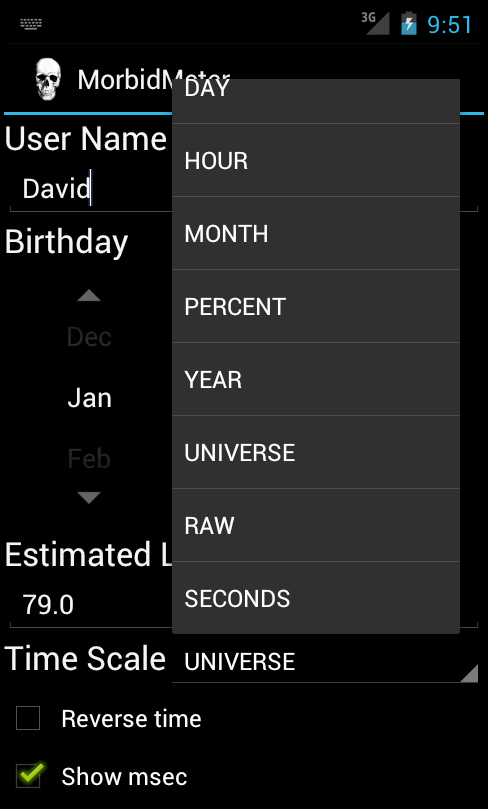 3G 9:51
MorbidMeter
User Name
David
DAY
HOUR
MONTH
PERCENT
YEAR
UNIVERSE
RAW
SECONDS
Birthday
Dec
Jan
Feb
Estimated L
79.0
Time Scale UNIVERSE
Reverse time
Show msec